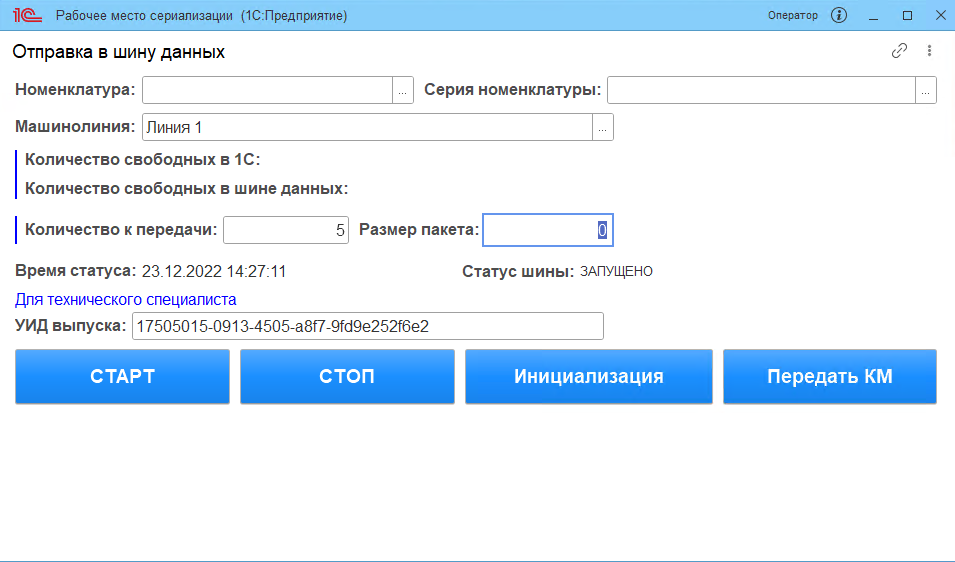 1С Рабочее место сериализации (1С:Предприятие) Оператор
Отправка в шину данных
Номенклатура: ... Серия номенклатуры: ...
Машинолиния: Линия 1 ...
Количество свободных в 1С:
Количество свободных в шине данных:
Количество к передачи: 5 Размер пакета: 0
Время статуса: 23.12.2022 14:27:11 Статус шины: ЗАПУЩЕНО
Для технического специалиста
УИД выпуска: 17505015-0913-4505-a8f7-9fd9e252f6e2
СТАРТ СТОП Инициализация Передать КМ